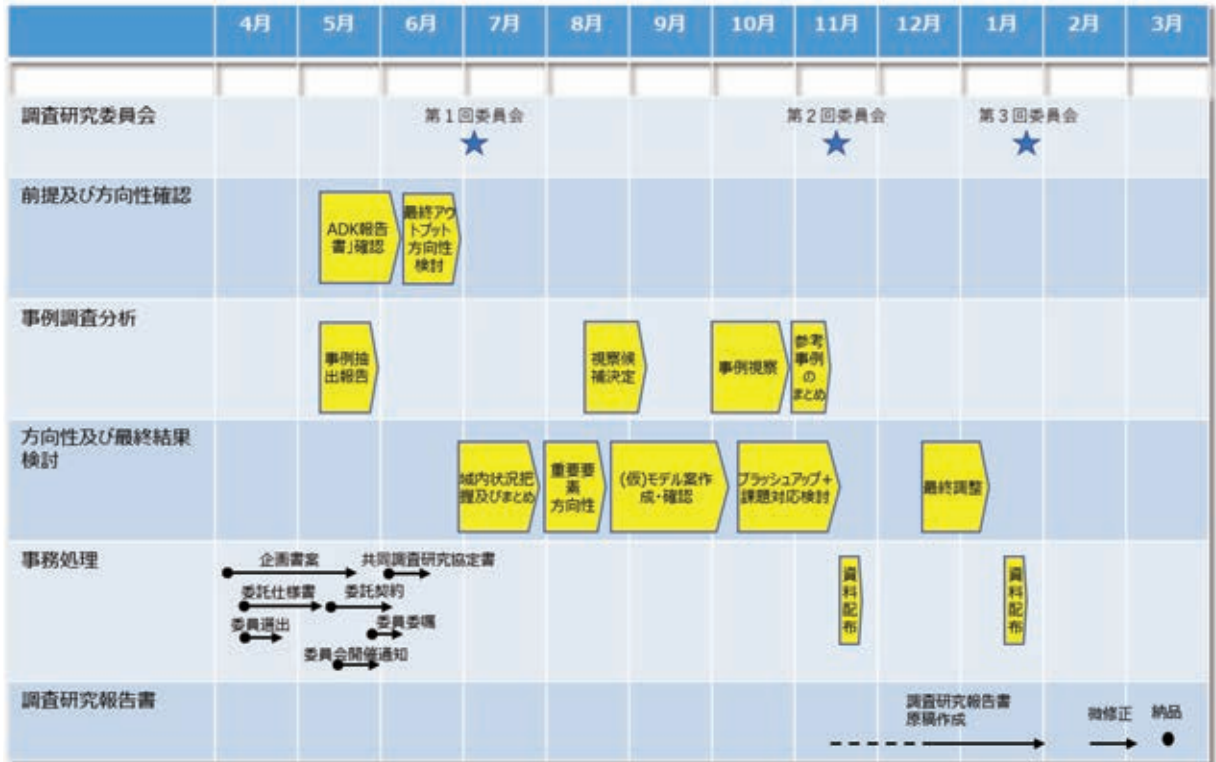 4月 5月 6月 7月 8月 9月 10月 11月 12月 1月 2月 3月
調査研究委員会
第1回委員会
第2回委員会
第3回委員会
前提及び方向性確認
ADK報告
書」確認
最終アウ
トプット
方向性
検討
事例調査分析
事例抽
出報告
視察候
補決定
事例視察
参考
事例
の
まとめ
方向性及び最終結果
検討
域内状況把
握及びまとめ
重要要
素
方向性
(仮)モデル案作
成・確認
ブラッシュアップ+
課題対応検討
最終調整
事務処理
企画書案
共同調査研究協定書
委託仕様書
委託契約
委員選出
委員委嘱
委員会開催通知
資料配布
資料配布
調査研究報告書
調査研究報告書
原稿作成
微修正
納品